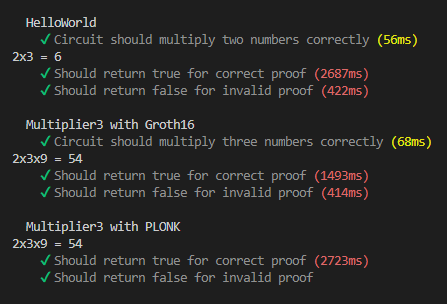 HelloWorld
✓ Circuit should multiply two numbers correctly (56ms)
2x3 = 6
✓ Should return true for correct proof (2687ms)
✓ Should return false for invalid proof (422ms)
Multiplier3 with Groth16
✓ Circuit should multiply three numbers correctly (68ms)
2x3x9 = 54
✓ Should return true for correct proof (1493ms)
✓ Should return false for invalid proof (414ms)
Multiplier3 with PLONK
2x3x9 = 54
✓ Should return true for correct proof (2723ms)
✓ Should return false for invalid proof